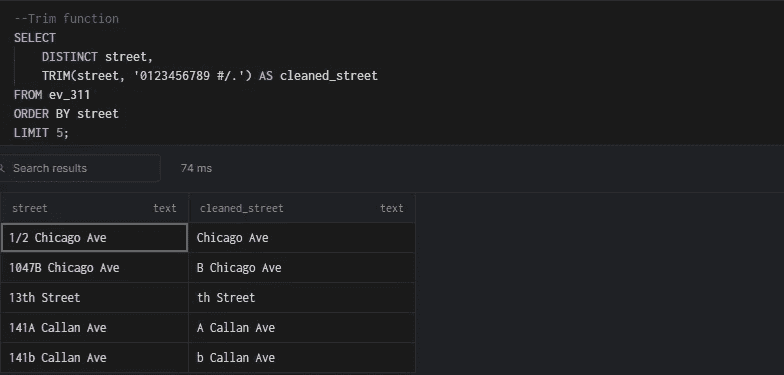 --Trim function
SELECT
DISTINCT street,
TRIM(street, '0123456789 #/.') AS cleaned_street
FROM ev_311
ORDER BY street
LIMIT 5;
Search results 74 ms
street text cleaned_street text
1/2 Chicago Ave Chicago Ave
1047B Chicago Ave B Chicago Ave
13th Street th Street
141A Callan Ave A Callan Ave
141b Callan Ave b Callan Ave